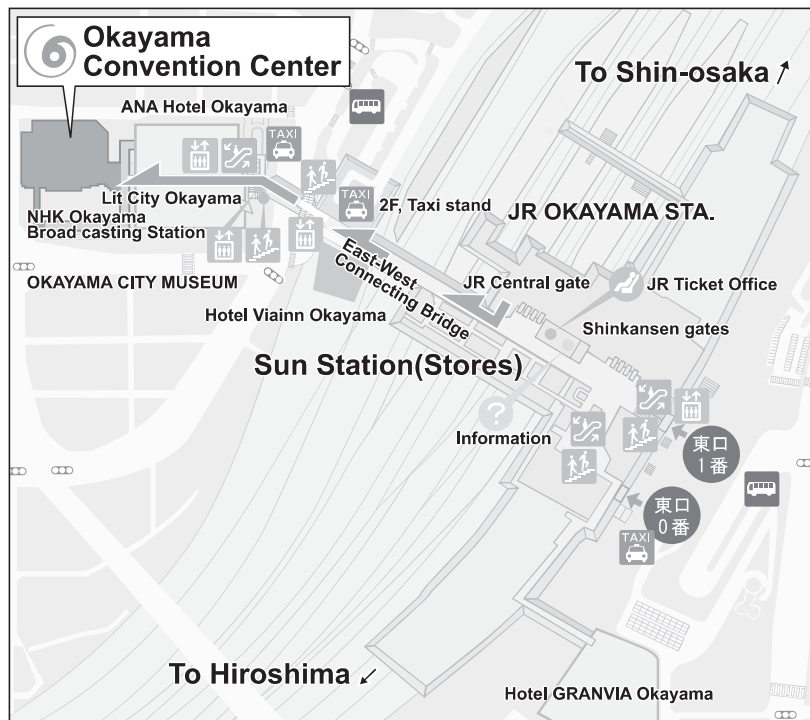 Okayama
Convention Center
To Shin-osaka
ANA Hotel Okayama
TAXI
TAXI
Lit City Okayama
2F, Taxi stand
NHK Okayama
Broad casting Station
JR OKAYAMA STA.
East-West
Connecting Bridge
OKAYAMA CITY MUSEUM
JR Central gate
JR Ticket Office
Hotel Viainn Okayama
Shinkansen gates
Sun Station(Stores)
?
Information
東口
1番
東口
0番
TAXI
To Hiroshima
Hotel GRANVIA Okayama